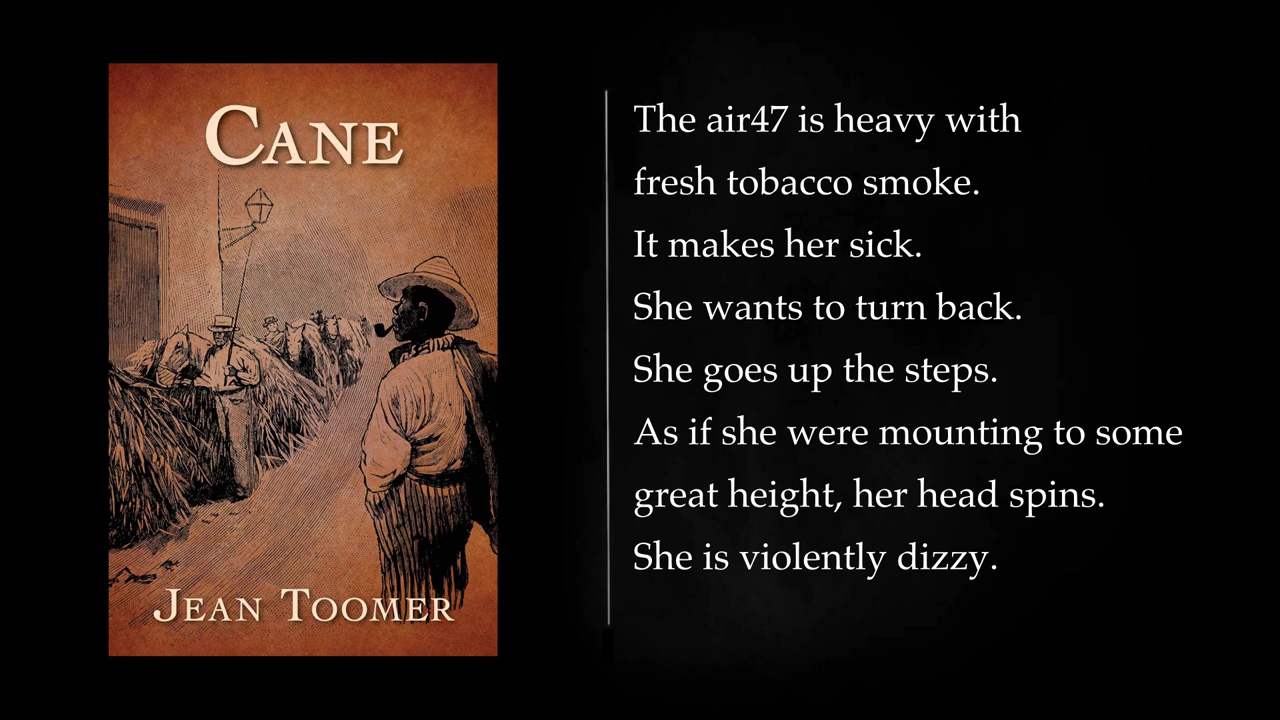 CANE
JEAN TOOMER
The air47 is heavy with
fresh tobacco smoke.
It makes her sick.
She wants to turn back.
She goes up the steps.
As if she were mounting to some
great height, her head spins.
She is violently dizzy.